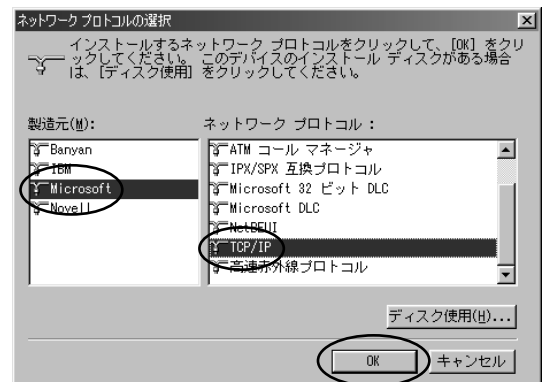 ネットワーク プロトコルの選択
インストールするネットワーク プロトコルをクリックして、[OK] をクリ
ックしてください。このデバイスのインストール ディスクがある場合
は、[ディスク使用] をクリックしてください。
製造元(M):
ネットワーク プロトコル :
Banyan
IBM
Microsoft
Novell
ATM コール マネージャ
IPX/SPX 互換プロトコル
Microsoft 32 ビット DLC
Microsoft DLC
NetBEUI
TCP/IP
高速赤外線プロトコル
ディスク使用(H)...
OK
キャンセル